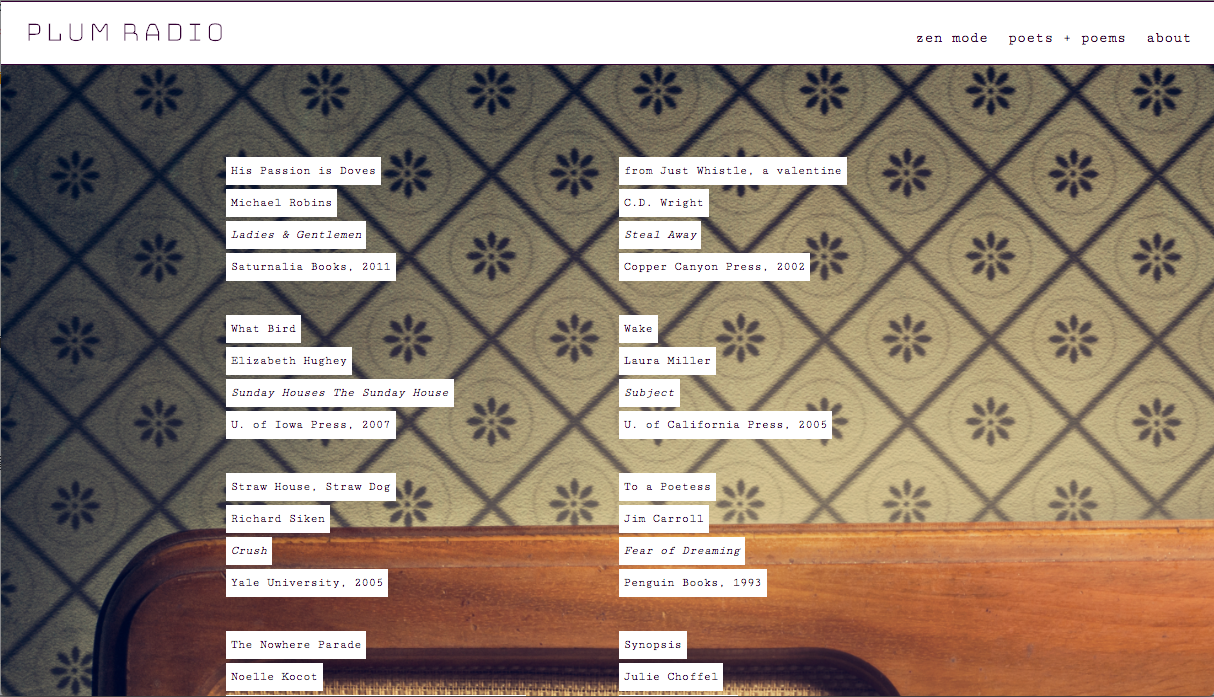 PLUM RADIO
zen mode poets + poems about
His Passion is Doves
Michael Robins
Ladies & Gentlemen
Saturnalia Books, 2011
from Just Whistle, a valentine
C.D. Wright
Steal Away
Copper Canyon Press, 2002
What Bird
Elizabeth Hughey
Sunday Houses The Sunday House
U. of Iowa Press, 2007
Wake
Laura Miller
Subject
U. of California Press, 2005
Straw House, Straw Dog
Richard Siken
Crush
Yale University, 2005
To a Poetess
Jim Carroll
Fear of Dreaming
Penguin Books, 1993
The Nowhere Parade
Noelle Kocot
Synopsis
Julie Choffel